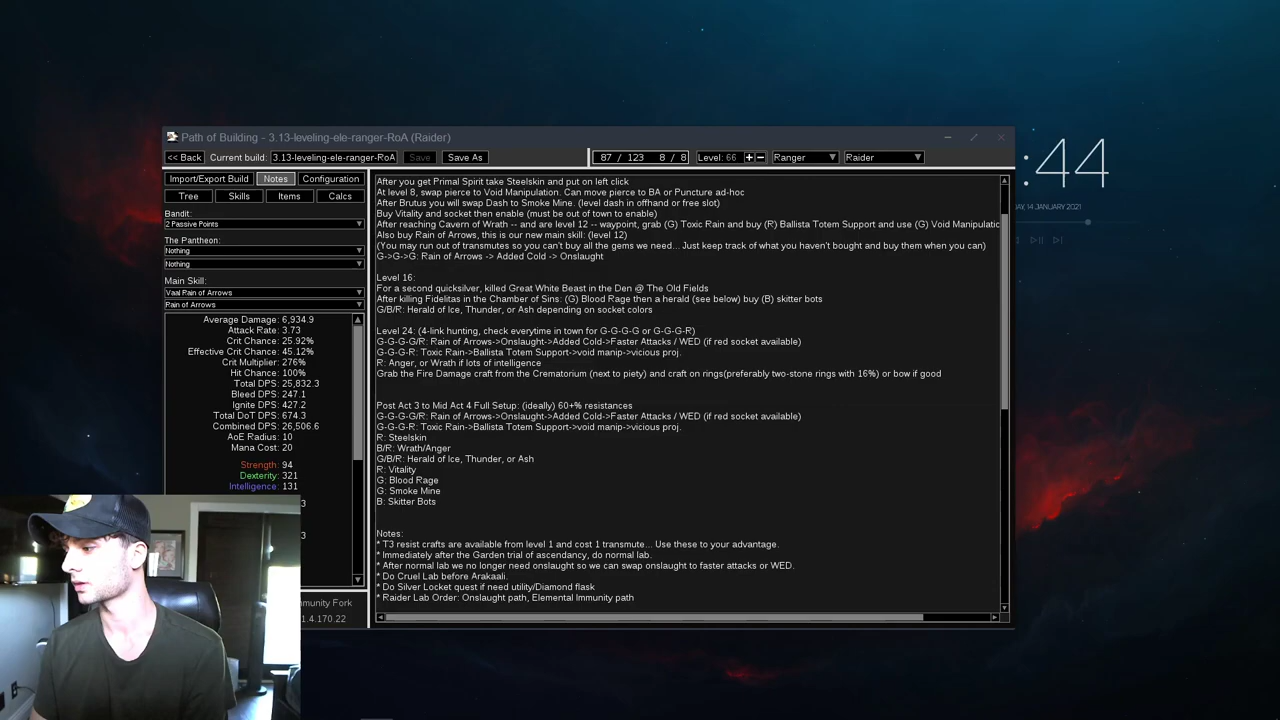 Path of Building - 3.13-leveling-ele-ranger-RoA (Raider)
<< Back Current build: 3.13-leveling-ele-ranger-RoA Save Save As 87 / 123 8 / 8 Level: 66 Ranger Raider
Import/Export Build Notes Configuration
Tree Skills Items Calcs
Bandit:
2 Passive Points
The Pantheon:
Nothing
Nothing
Main Skill:
Vaal Rain of Arrows
Rain of Arrows
Average Damage: 6,934.9
Attack Rate: 3.73
Crit Chance: 25.92%
Effective Crit Chance: 45.12%
Crit Multiplier: 276%
Hit Chance: 100%
Total DPS: 25,832.3
Bleed DPS: 247.1
Ignite DPS: 427.2
Total DoT DPS: 674.3
Combined DPS: 26,506.6
AoE Radius: 10
Mana Cost: 20
Strength: 94
Dexterity: 321
Intelligence: 131
3
3
mmunity Fork
1.4.170.22
After you get Primal Spirit take Steelskin and put on left click
At level 8, swap pierce to Void Manipulation. Can move pierce to BA or Puncture ad-hoc
After Brutus you will swap Dash to Smoke Mine. (level dash in offhand or free slot)
Buy Vitality and socket then enable (must be out of town to enable)
After reaching Cavern of Wrath -- and are level 12 -- waypoint, grab (G) Toxic Rain and buy (R) Ballista Totem Support and use (G) Void Manipulatic
Also buy Rain of Arrows, this is our new main skill: (level 12)
(You may run out of transmutes so you can't buy all the gems we need... Just keep track of what you haven't bought and buy them when you can)
G->G->G: Rain of Arrows -> Added Cold -> Onslaught
Level 16:
For a second quicksilver, killed Great White Beast in the Den @ The Old Fields
After killing Fidelitas in the Chamber of Sins: (G) Blood Rage then a herald (see below) buy (B) skitter bots
G/B/R: Herald of Ice, Thunder, or Ash depending on socket colors
Level 24: (4-link hunting, check everytime in town for G-G-G-G or G-G-G-R)
G-G-G-G/R: Rain of Arrows->Onslaught->Added Cold->Faster Attacks / WED (if red socket available)
G-G-G-R: Toxic Rain->Ballista Totem Support->void manip->vicious proj.
R: Anger, or Wrath if lots of intelligence
Grab the Fire Damage craft from the Crematorium (next to piety) and craft on rings(preferably two-stone rings with 16%) or bow if good
Post Act 3 to Mid Act 4 Full Setup: (ideally) 60+% resistances
G-G-G-G/R: Rain of Arrows->Onslaught->Added Cold->Faster Attacks / WED (if red socket available)
G-G-G-R: Toxic Rain->Ballista Totem Support->void manip->vicious proj.
R: Steelskin
B/R: Wrath/Anger
G/B/R: Herald of Ice, Thunder, or Ash
R: Vitality
G: Blood Rage
G: Smoke Mine
B: Skitter Bots
Notes:
* T3 resist crafts are available from level 1 and cost 1 transmute... Use these to your advantage.
* Immediately after the Garden trial of ascendancy, do normal lab.
* After normal lab we no longer need onslaught so we can swap onslaught to faster attacks or WED.
* Do Cruel Lab before Arakaali.
* Do Silver Locket quest if need utility/Diamond flask
* Raider Lab Order: Onslaught path, Elemental Immunity path
:44
AY, 14 JANUARY 2021